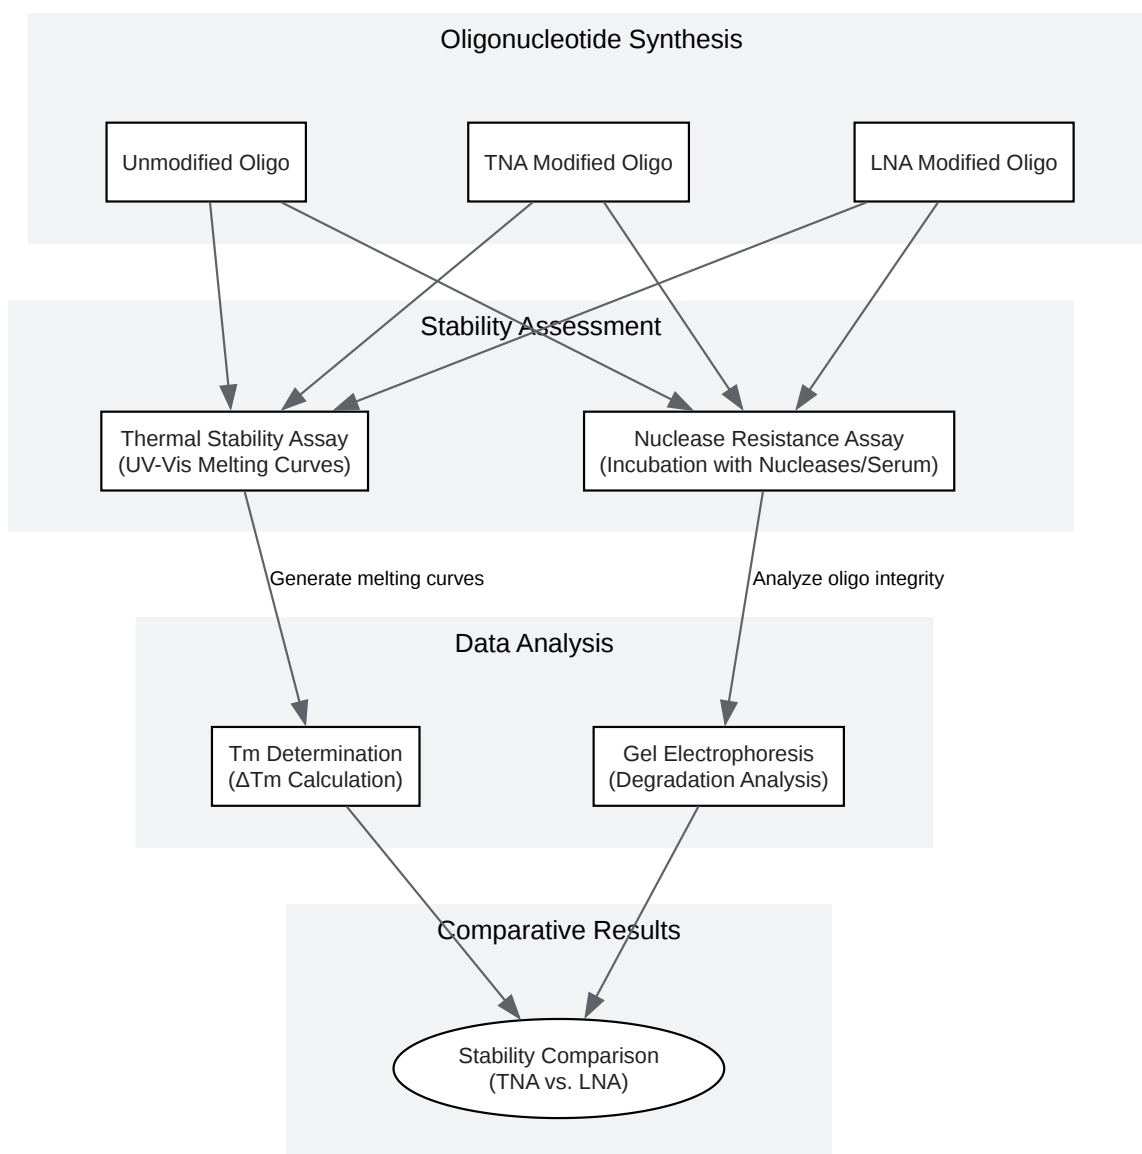 Oligonucleotide Synthesis
Unmodified Oligo
TNA Modified Oligo
LNA Modified Oligo
Stability Assessment
Thermal Stability Assay
(UV-Vis Melting Curves)
Nuclease Resistance Assay
(Incubation with Nucleases/Serum)
Generate melting curves
Analyze oligo integrity
Data Analysis
Tm Determination
(ΔTm Calculation)
Gel Electrophoresis
(Degradation Analysis)
Comparative Results
Stability Comparison
(TNA vs. LNA)